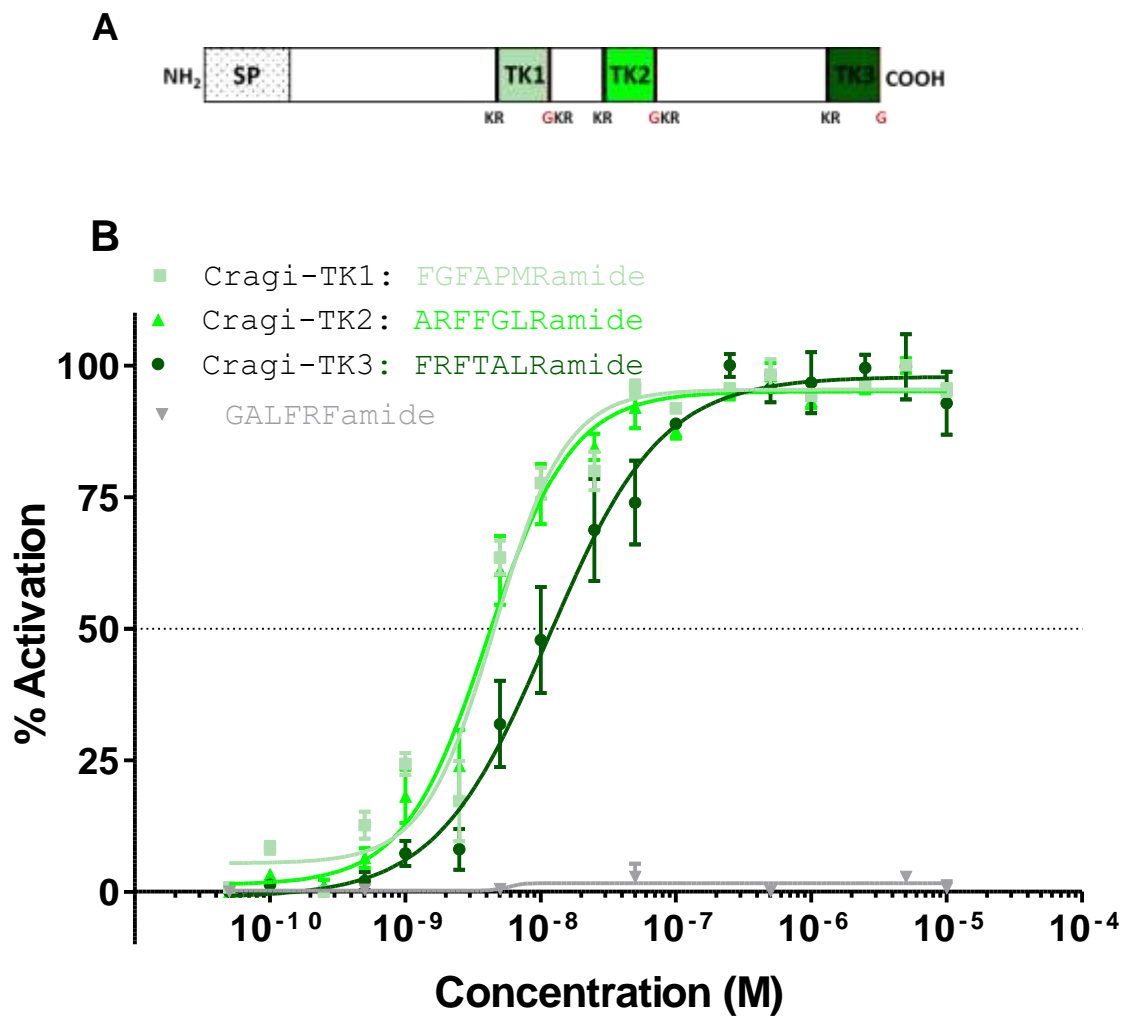 A
NH2 SP TK1 TK2 TK3 COOH
KR GKR KR GKR KR G
B
Cragi-TK1: FGFAPMRamide
Cragi-TK2: ARFFGLRamide
Cragi-TK3: FRFTALRamide
GALFRFamide
% Activation
100
75
50
25
0
10-10 10-9 10-8 10-7 10-6 10-5 10-4
Concentration (M)